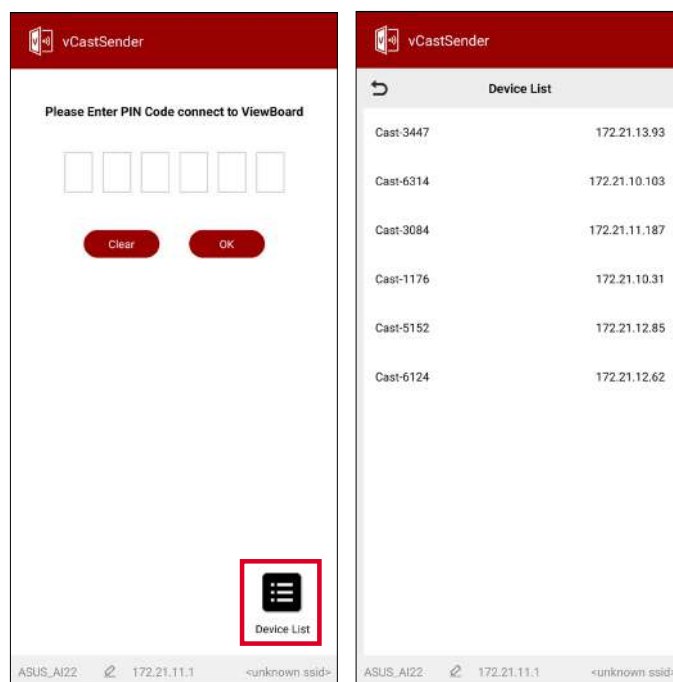 vCastSender
Please Enter PIN Code connect to ViewBoard
Clear OK
Device List
ASUS_AI22 172.21.11.1 <unknown ssid>
vCastSender
Device List
Cast-3447 172.21.13.93
Cast-6314 172.21.10.103
Cast-3084 172.21.11.187
Cast-1176 172.21.10.31
Cast-5152 172.21.12.85
Cast-6124 172.21.12.62
ASUS_AI22 172.21.11.1 <unknown ssid>